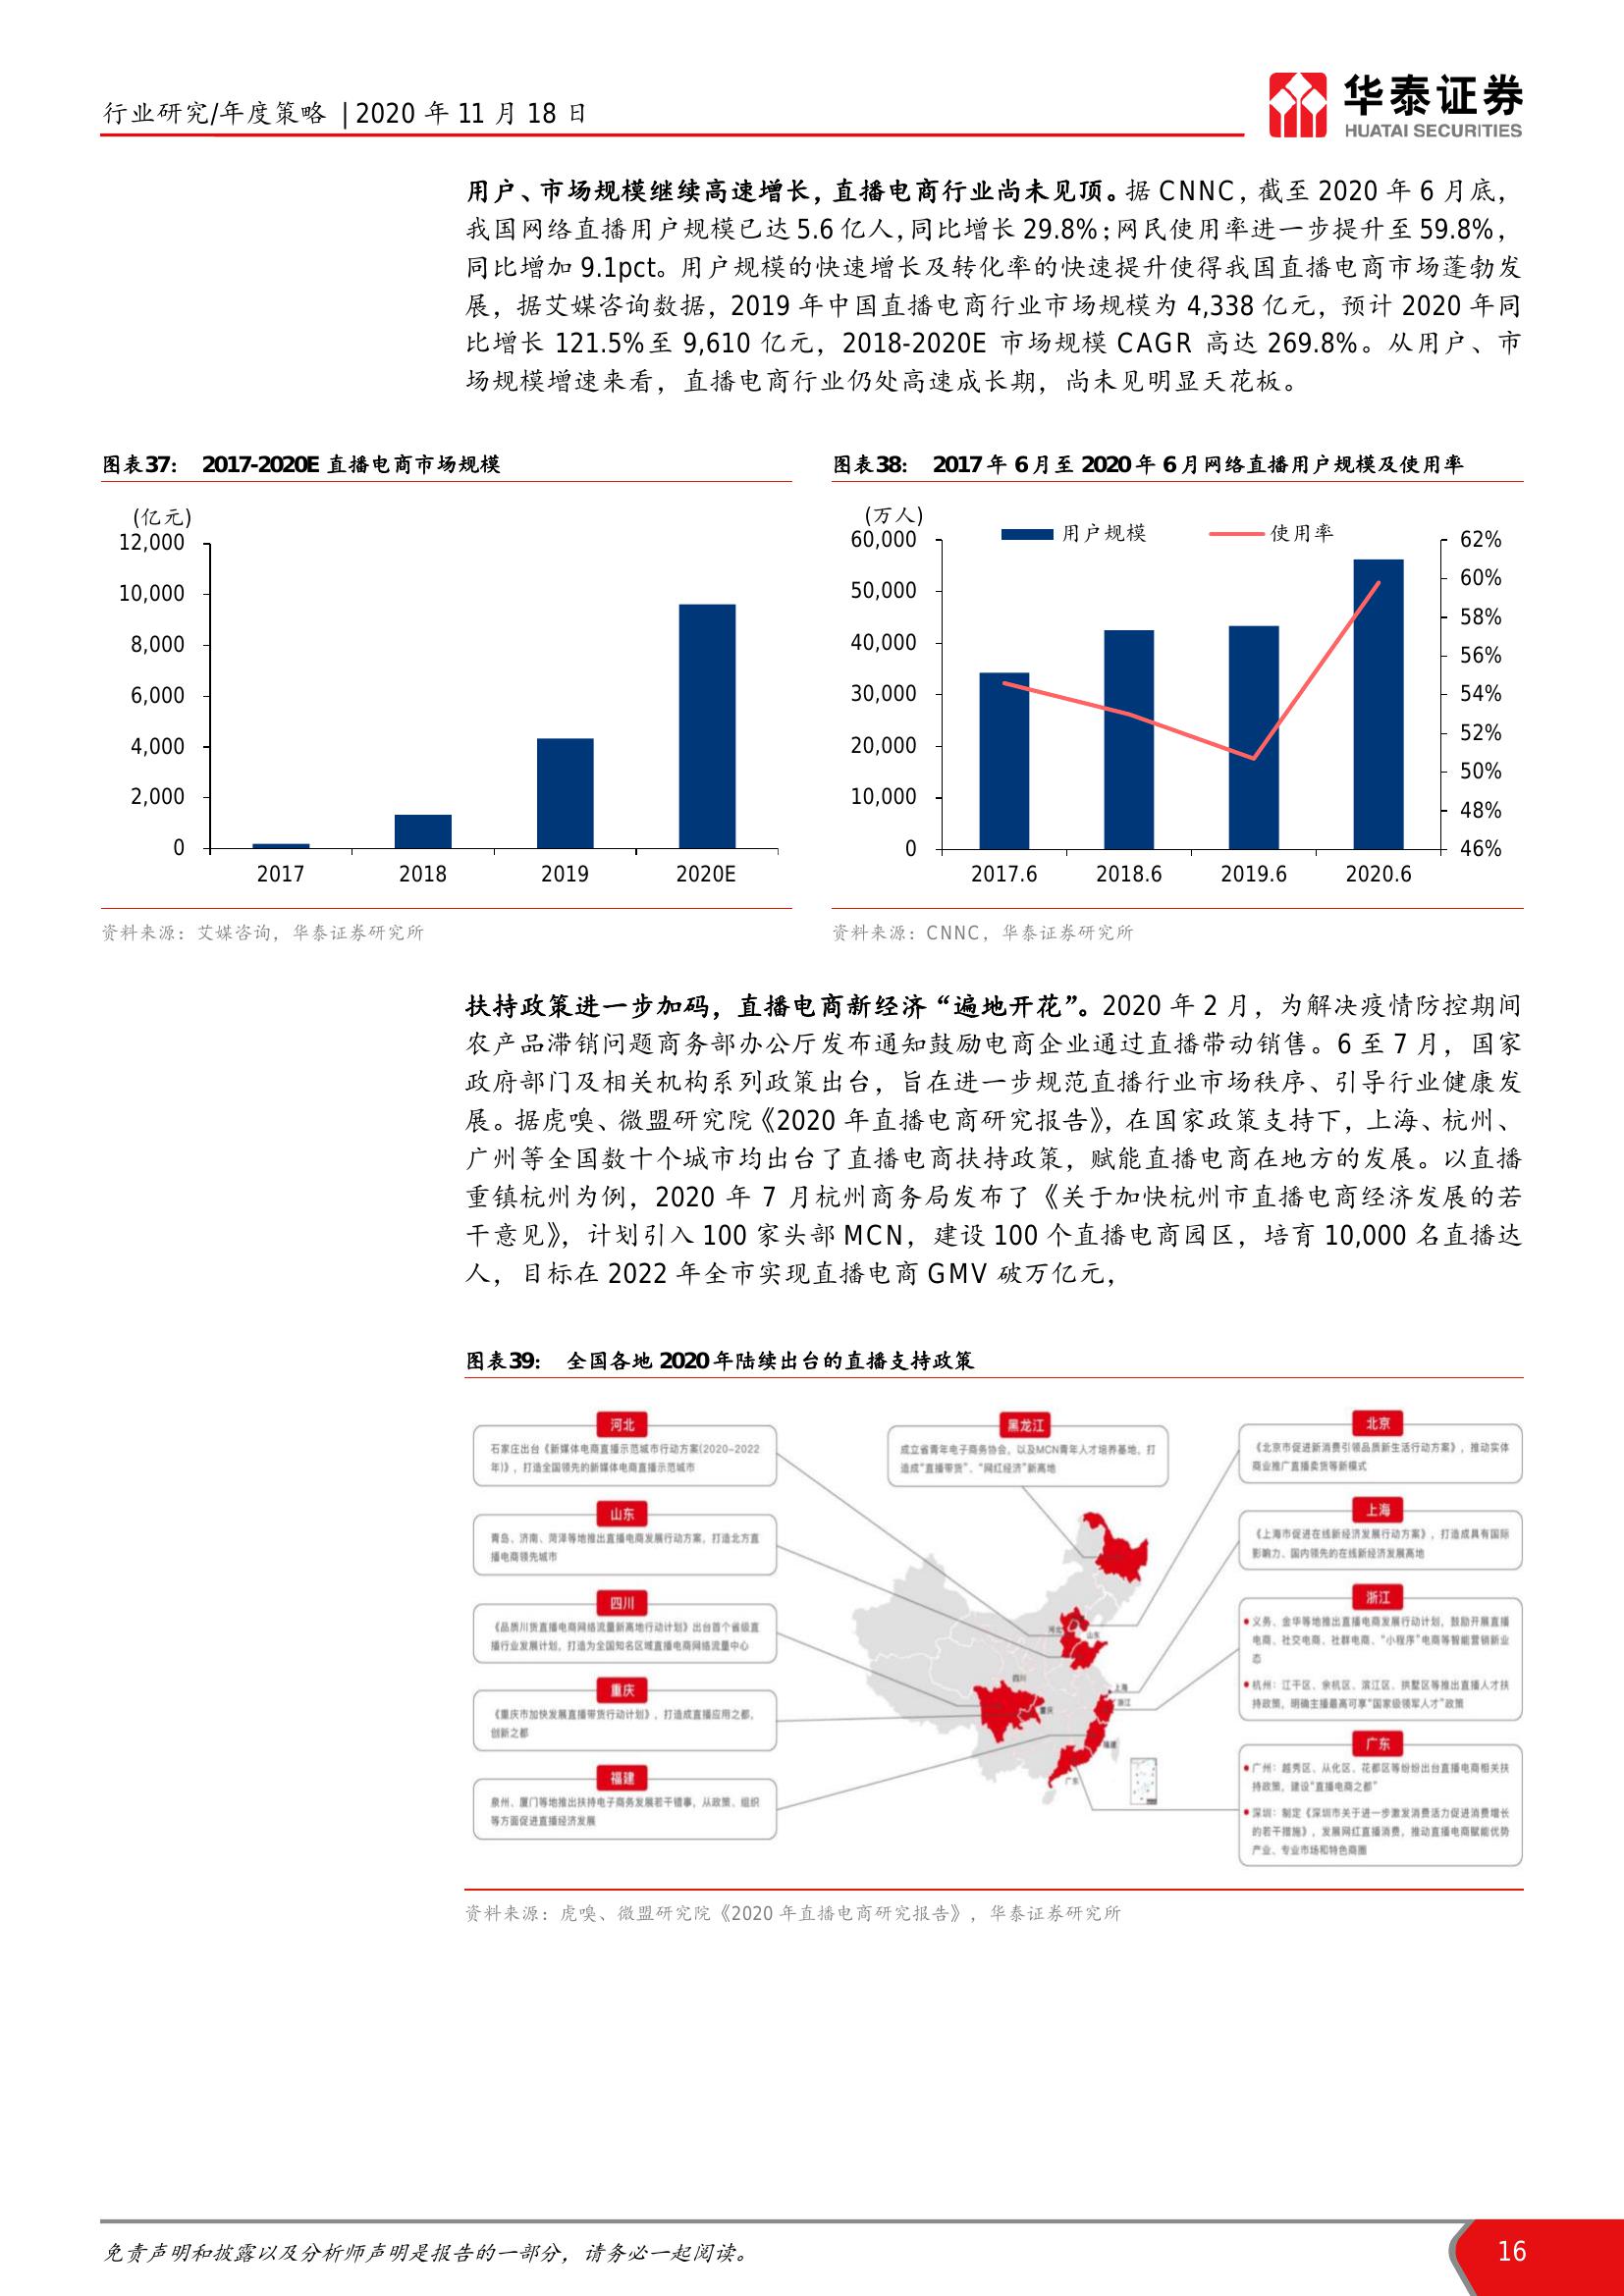 行业研究/年度策略 | 2020 年 11 月 18 日
华泰证券
HUATAI SECURITIES
用户、市场规模继续高速增长，直播电商行业尚未见顶。据 CNNC，截至 2020 年 6 月底，
我国网络直播用户规模已达 5.6 亿人，同比增长 29.8%；网民使用率进一步提升至 59.8%，
同比增加 9.1pct。用户规模的快速增长及转化率的快速提升使得我国直播电商市场蓬勃发
展，据艾媒咨询数据，2019 年中国直播电商行业市场规模为 4,338 亿元，预计 2020 年同
比增长 121.5%至 9,610 亿元，2018-2020E 市场规模 CAGR 高达 269.8%。从用户、市
场规模增速来看，直播电商行业仍处高速成长期，尚未见明显天花板。
图表37： 2017-2020E 直播电商市场规模
(亿元)
12,000
10,000
8,000
6,000
4,000
2,000
0
2017 2018 2019 2020E
资料来源：艾媒咨询，华泰证券研究所
图表38： 2017 年 6 月至 2020 年 6 月网络直播用户规模及使用率
(万人)
用户规模 使用率
60,000 62%
50,000 60%
40,000 58%
30,000 56%
20,000 54%
10,000 52%
0 50%
48%
46%
2017.6 2018.6 2019.6 2020.6
资料来源：CNNC，华泰证券研究所
扶持政策进一步加码，直播电商新经济“遍地开花”。2020 年 2 月，为解决疫情防控期间
农产品滞销问题商务部办公厅发布通知鼓励电商企业通过直播带动销售。6 至 7 月，国家
政府部门及相关机构系列政策出台，旨在进一步规范直播行业市场秩序、引导行业健康发
展。据虎嗅、微盟研究院《2020 年直播电商研究报告》，在国家政策支持下，上海、杭州、
广州等全国数十个城市均出台了直播电商扶持政策，赋能直播电商在地方的发展。以直播
重镇杭州为例，2020 年 7 月杭州商务局发布了《关于加快杭州市直播电商经济发展的若
干意见》，计划引入 100 家头部 MCN，建设 100 个直播电商园区，培育 10,000 名直播达
人，目标在 2022 年全市实现直播电商 GMV 破万亿元，
图表39： 全国各地 2020 年陆续出台的直播支持政策
河北
石家庄出台《新媒体电商直播示范城市行动方案(2020-2022
年)》，打造全国领先的新媒体电商直播示范城市
山东
青岛、济南、菏泽等地推出直播电商发展行动方案，打造北方直
播电商领先城市
四川
《品质川货直播电商网络流量新高地行动计划》出台首个省级直
播行业发展计划，打造为全国知名区域直播电商网络流量中心
重庆
《重庆市加快发展直播带货行动计划》，打造成直播应用之都，
创新之都
福建
泉州、厦门等地推出扶持电子商务发展若干错事，从政策、组织
等方面促进直播经济发展
黑龙江
成立省青年电子商务协会，以及MCN青年人才培养基地，打
造成“直播带货”、“网红经济”新高地
河北
山东
四川
重庆
上海
浙江
福建
广东
北京
《北京市促进新消费引领品质新生活行动方案》，推动实体
商业推广直播卖货等新模式
上海
《上海市促进在线新经济发展行动方案》，打造成具有国际
影响力、国内领先的在线新经济发展高地
浙江
义务、金华等地推出直播电商发展行动计划，鼓励开展直播
电商、社交电商、社群电商、“小程序”电商等智能营销新业
态
杭州：江干区、余杭区、滨江区、拱墅区等推出直播人才扶
持政策，明确主播最高可享“国家级领军人才”政策
广东
广州：越秀区、从化区、花都区等纷纷出台直播电商相关扶
持政策，建设“直播电商之都”
深圳：制定《深圳市关于进一步激发消费活力促进消费增长
的若干措施》，发展网红直播消费，推动直播电商赋能优势
产业、专业市场和特色商圈
资料来源：虎嗅、微盟研究院《2020 年直播电商研究报告》，华泰证券研究所
免责声明和披露以及分析师声明是报告的一部分，请务必一起阅读。
16